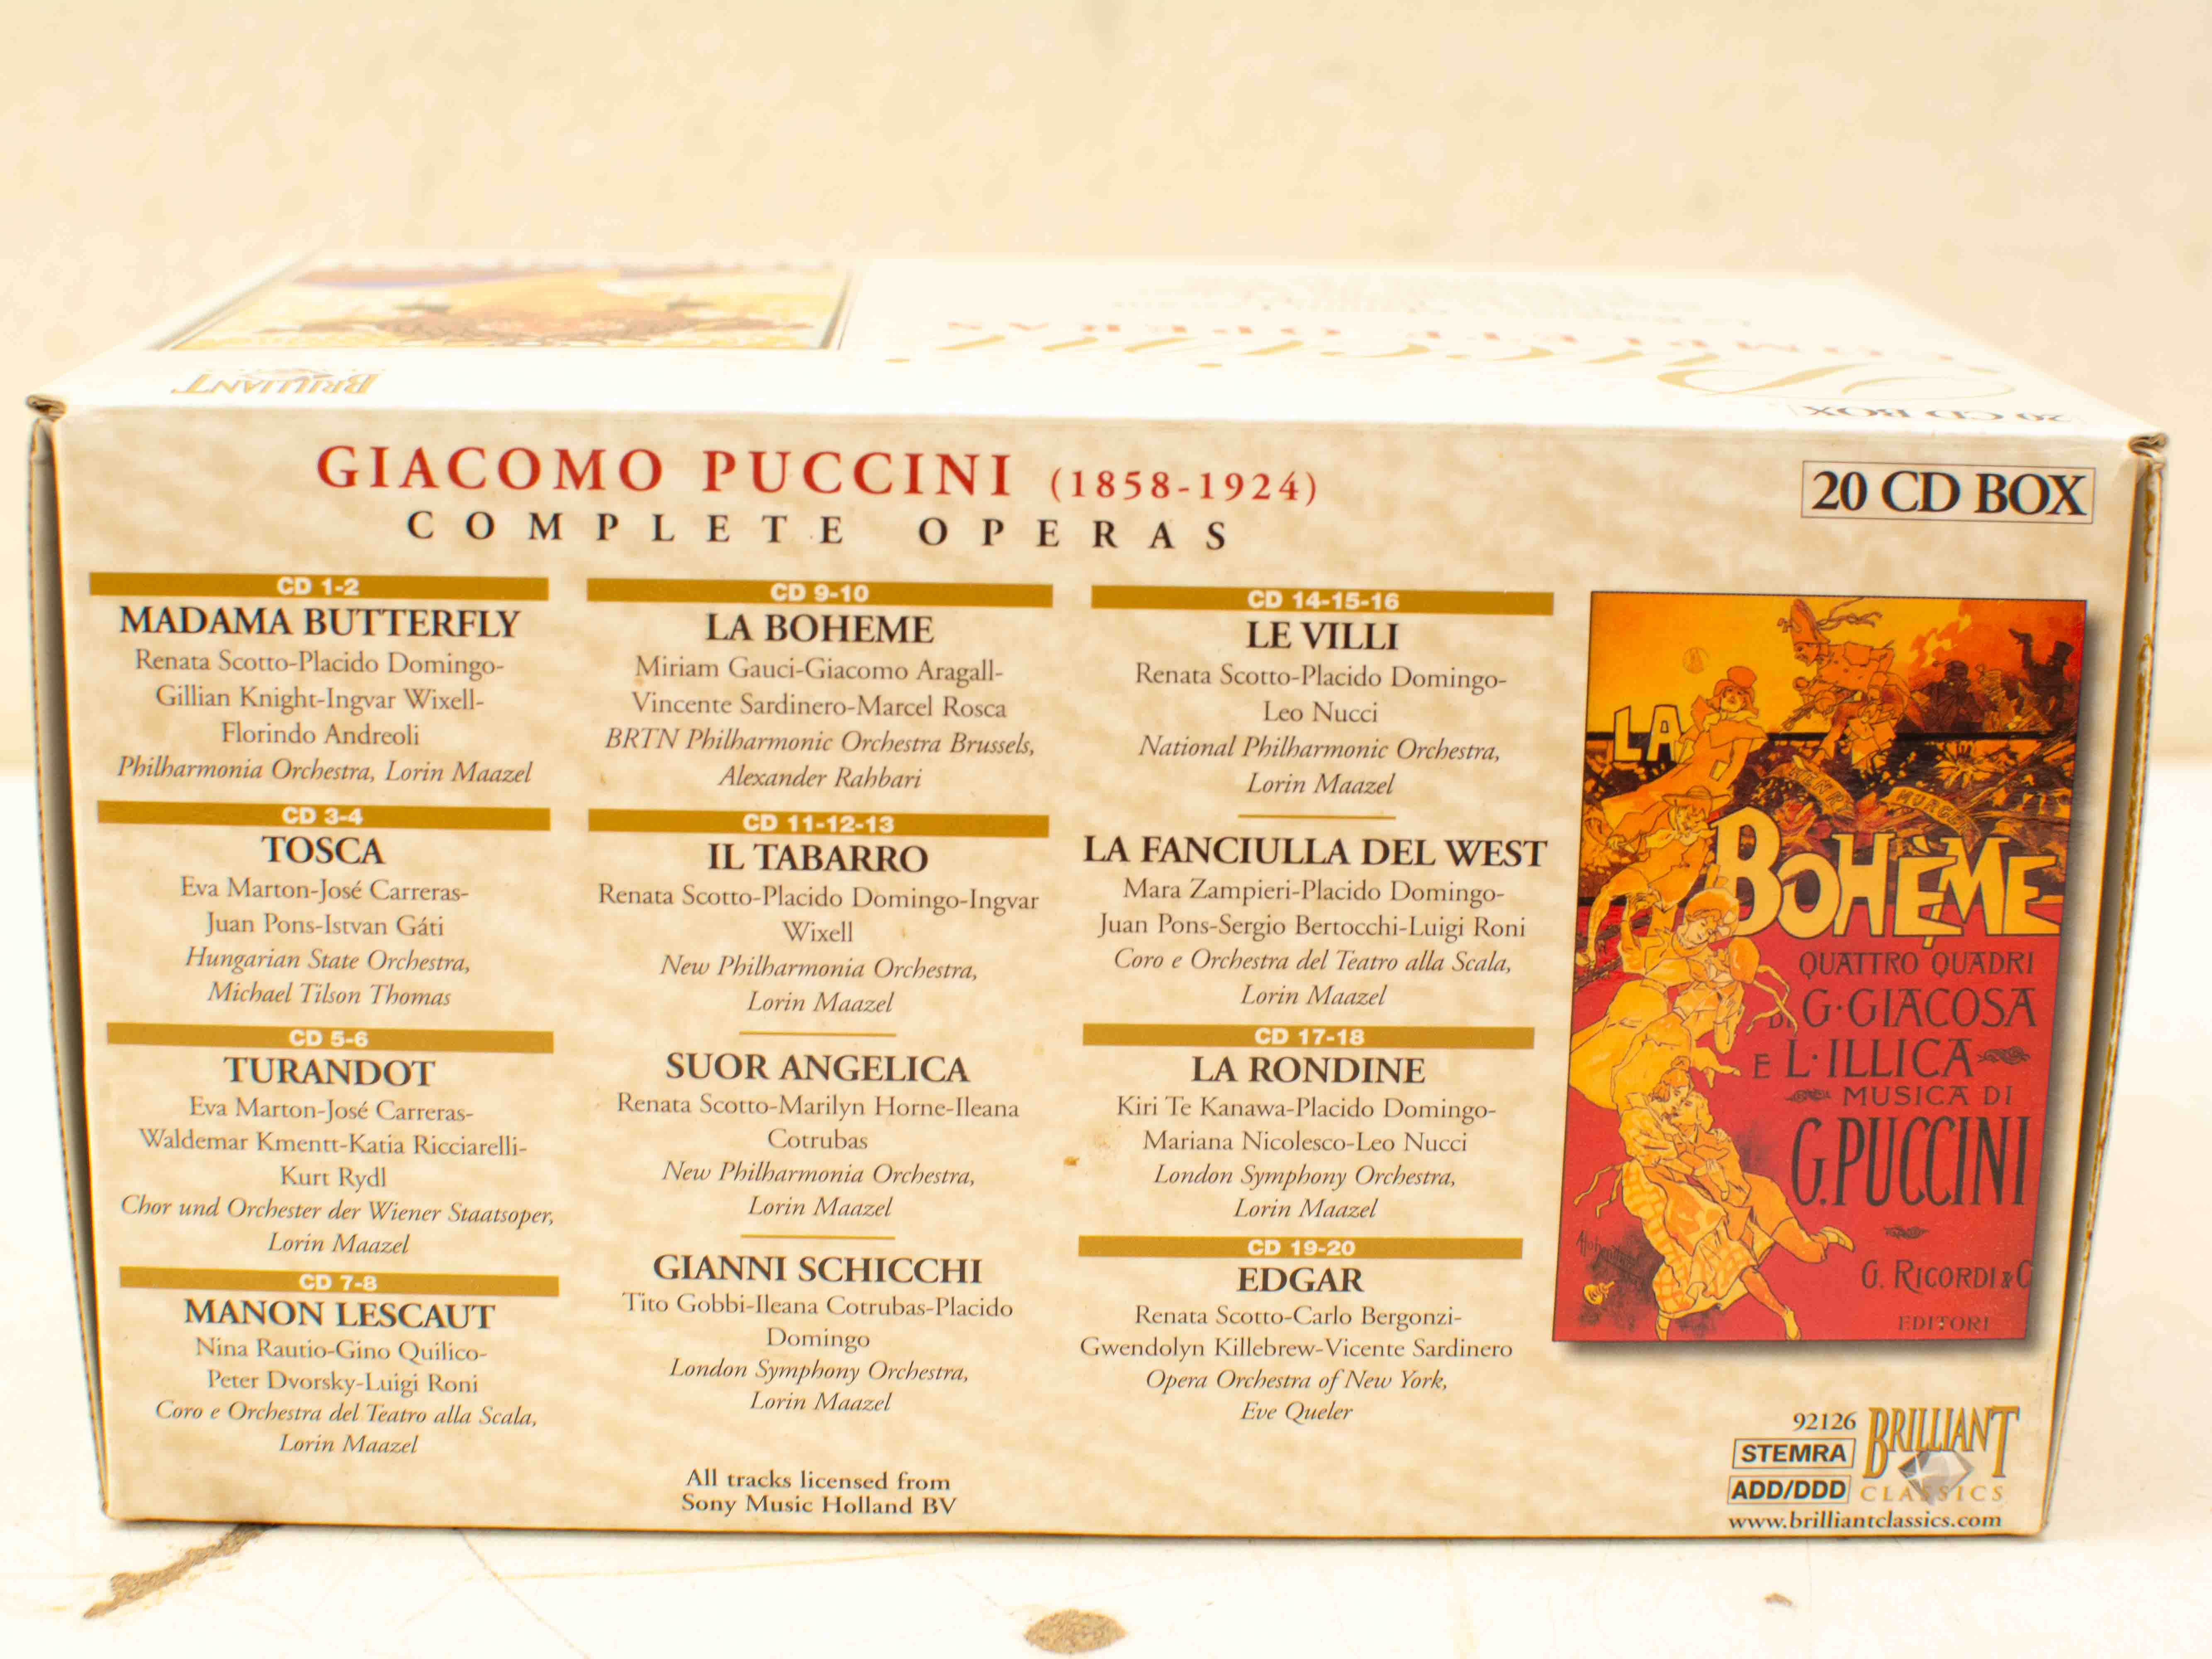 BRILLIANT
Puccini
COMPLETE OPERAS
20 CD BOX
GIACOMO PUCCINI (1858-1924)
COMPLETE OPERAS
20 CD BOX
CD 1-2
MADAMA BUTTERFLY
Renata Scotto-Placido Domingo-
Gillian Knight-Ingvar Wixell-
Florindo Andreoli
Philharmonia Orchestra, Lorin Maazel
CD 3-4
TOSCA
Eva Marton-José Carreras-
Juan Pons-Istvan Gáti
Hungarian State Orchestra,
Michael Tilson Thomas
CD 5-6
TURANDOT
Eva Marton-José Carreras-
Waldemar Kmentt-Katia Ricciarelli-
Kurt Rydl
Chor und Orchester der Wiener Staatsoper,
Lorin Maazel
CD 7-8
MANON LESCAUT
Nina Rautio-Gino Quilico-
Peter Dvorsky-Luigi Roni
Coro e Orchestra del Teatro alla Scala,
Lorin Maazel
CD 9-10
LA BOHEME
Miriam Gauci-Giacomo Aragall-
Vincente Sardinero-Marcel Rosca
BRTN Philharmonic Orchestra Brussels,
Alexander Rahbari
CD 11-12-13
IL TABARRO
Renata Scotto-Placido Domingo-Ingvar
Wixell
New Philharmonia Orchestra,
Lorin Maazel
SUOR ANGELICA
Renata Scotto-Marilyn Horne-Ileana
Cotrubas
New Philharmonia Orchestra,
Lorin Maazel
GIANNI SCHICCHI
Tito Gobbi-Ileana Cotrubas-Placido
Domingo
London Symphony Orchestra,
Lorin Maazel
All tracks licensed from
Sony Music Holland BV
CD 14-15-16
LE VILLI
Renata Scotto-Placido Domingo-
Leo Nucci
National Philharmonic Orchestra,
Lorin Maazel
LA FANCIULLA DEL WEST
Mara Zampieri-Placido Domingo-
Juan Pons-Sergio Bertocchi-Luigi Roni
Coro e Orchestra del Teatro alla Scala,
Lorin Maazel
CD 17-18
LA RONDINE
Kiri Te Kanawa-Placido Domingo-
Mariana Nicolesco-Leo Nucci
London Symphony Orchestra,
Lorin Maazel
CD 19-20
EDGAR
Renata Scotto-Carlo Bergonzi-
Gwendolyn Killebrew-Vicente Sardinero
Opera Orchestra of New York,
Eve Queler
LA
BOHÈME
QUATTRO QUADRI
DI G·GIACOSA
E L·ILLICA
MUSICA DI
G.PUCCINI
G. RICORDI & C
EDITORI
92126
STEMRA
ADD/DDD
BRILLIANT
CLASSICS
www.brilliantclassics.com